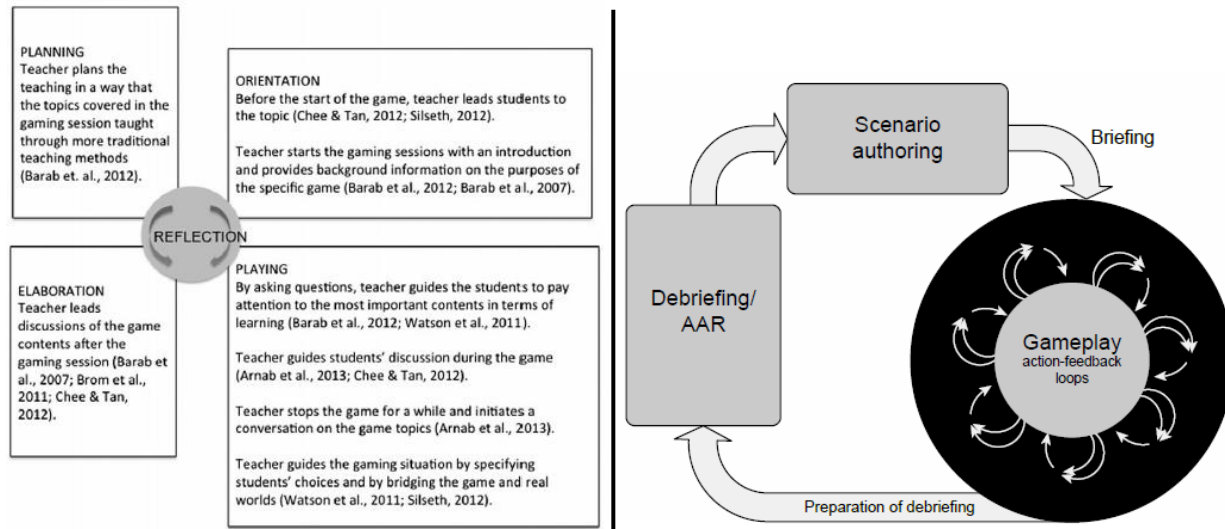 PLANNING
Teacher plans the
teaching in a way that
the topics covered in the
gaming session taught
through more traditional
teaching methods
(Barab et. al., 2012).
ORIENTATION
Before the start of the game, teacher leads students to
the topic (Chee & Tan, 2012; Silseth, 2012).
Teacher starts the gaming sessions with an introduction
and provides background information on the purposes of
the specific game (Barab et al., 2012; Barab et al., 2007).
REFLECTION
ELABORATION
Teacher leads
discussions of the game
contents after the
gaming session (Barab et
al., 2007; Brom et al.,
2011; Chee & Tan,
2012).
PLAYING
By asking questions, teacher guides the students to pay
attention to the most important contents in terms of
learning (Barab et al., 2012; Watson et al., 2011).
Teacher guides students' discussion during the game
(Arnab et al., 2013; Chee & Tan, 2012).
Teacher stops the game for a while and initiates a
conversation on the game topics (Arnab et al., 2013).
Teacher guides the gaming situation by specifying
students' choices and by bridging the game and real
worlds (Watson et al., 2011; Silseth, 2012).
Scenario
authoring
Briefing
Debriefing/
AAR
Gameplay
action-feedback
loops
Preparation of debriefing